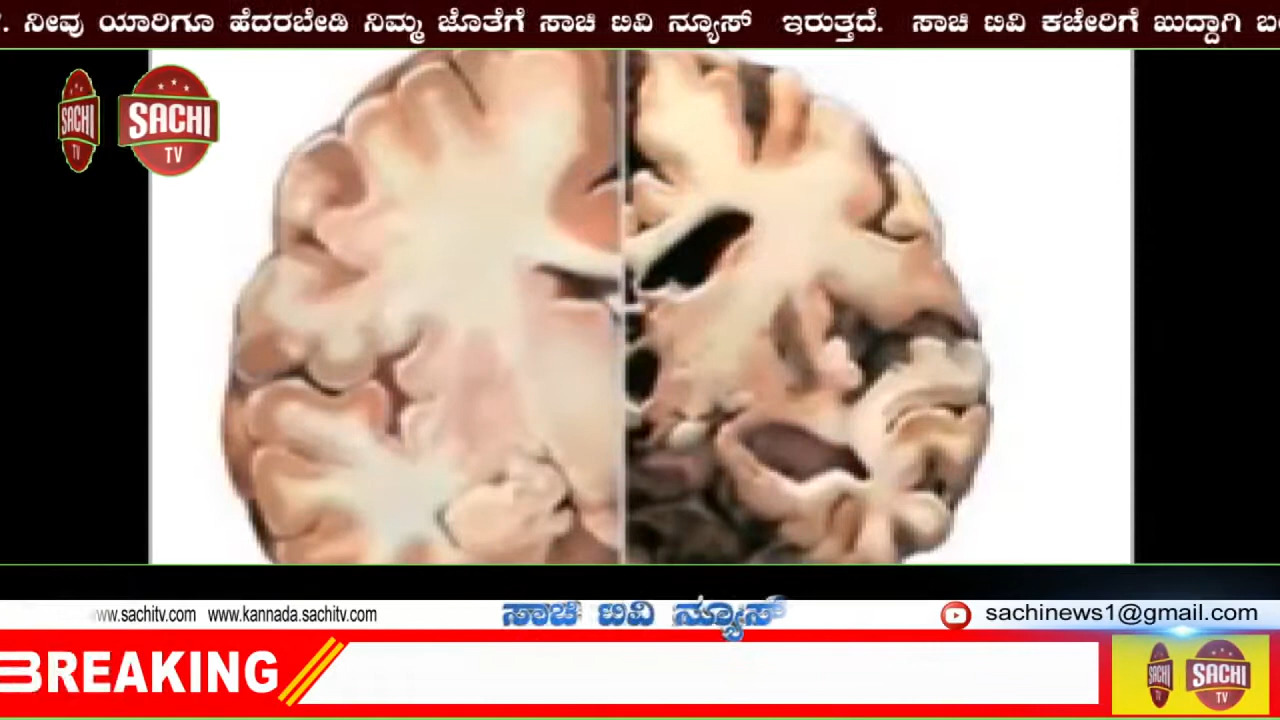 . ನೀವು ಯಾರಿಗೂ ಹೆದರಬೇಡಿ ನಿಮ್ಮ ಜೊತೆಗೆ ಸಾಚಿ ಟಿವಿ ನ್ಯೂಸ್ ಇರುತ್ತದೆ. ಸಾಚಿ ಟಿವಿ ಕಚೇರಿಗೆ ಖುದ್ದಾಗಿ
SACHI TV
SACHI TV
www.sachitv.com www.kannada.sachitv.com
ಸಾಚಿ ಟಿವಿ ನ್ಯೂಸ್
sachinews1@gmail.com
BREAKING
SACHI TV
SACHI TV